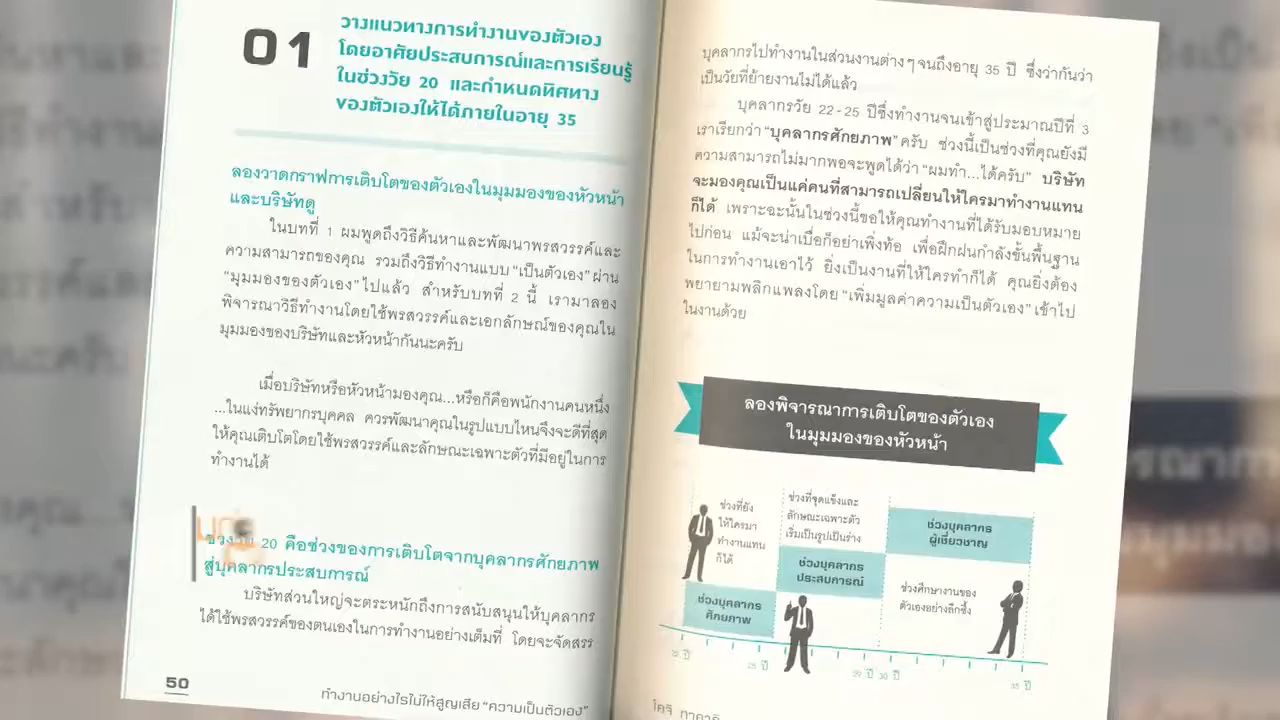 01
วางแนวทางการทำงานของตัวเอง
โดยอาศัยประสบการณ์และการเรียนรู้
ในช่วงวัย 20 และกำหนดทิศทาง
ของตัวเองให้ได้ภายในอายุ 35
ลองวาดกราฟการเติบโตของตัวเองในมุมมองของหัวหน้า
และบริษัทดู
ในบทที่ 1 ผมพูดถึงวิธีค้นหาและพัฒนาพรสวรรค์และ
ความสามารถของคุณ รวมถึงวิธีทำงานแบบ “เป็นตัวเอง” ผ่าน
“มุมมองของตัวเอง” ไปแล้ว สำหรับบทที่ 2 นี้ เรามาลอง
พิจารณาวิธีทำงานโดยใช้พรสวรรค์และเอกลักษณ์ของคุณใน
มุมมองของบริษัทและหัวหน้ากันนะครับ
เมื่อบริษัทหรือหัวหน้ามองคุณ...หรือก็คือพนักงานคนหนึ่ง
...ในแง่ทรัพยากรบุคคล ควรพัฒนาคุณในรูปแบบไหนจึงจะดีที่สุด
ให้คุณเติบโตโดยใช้พรสวรรค์และลักษณะเฉพาะตัวที่มีอยู่ในการ
ทำงานได้
20 คือช่วงของการเติบโตจากบุคลากรศักยภาพ
สู่บุคลากรประสบการณ์
บริษัทส่วนใหญ่จะตระหนักถึงการสนับสนุนให้บุคลากร
ได้ใช้พรสวรรค์ของตนเองในการทำงานอย่างเต็มที่ โดยจะจัดสรร
50
ทำงานอย่างไรไม่ให้สูญเสีย “ความเป็นตัวเอง”
บุคลากรไปทำงานในส่วนงานต่าง ๆ จนถึงอายุ 35 ปี ซึ่งว่ากันว่า
เป็นวัยที่ย้ายงานไม่ได้แล้ว
บุคลากรวัย 22-25 ปีซึ่งทำงานจนเข้าสู่ประมาณปีที่ 3
เราเรียกว่า “บุคลากรศักยภาพ” ครับ ช่วงนี้เป็นช่วงที่คุณยังมี
ความสามารถไม่มากพอจะพูดได้ว่า “ผมทำ...ได้ครับ” บริษัท
จะมองคุณเป็นแค่คนที่สามารถเปลี่ยนให้ใครมาทำงานแทน
ก็ได้ เพราะฉะนั้นในช่วงนี้ขอให้คุณทำงานที่ได้รับมอบหมาย
ไปก่อน แม้จะน่าเบื่อก็อย่าเพิ่งท้อ เพื่อฝึกฝนกำลังขั้นพื้นฐาน
ในการทำงานเอาไว้ ยิ่งเป็นงานที่ให้ใครทำก็ได้ คุณยิ่งต้อง
พยายามพลิกแพลงโดย “เพิ่มมูลค่าความเป็นตัวเอง” เข้าไป
ในงานด้วย
ลองพิจารณาการเติบโตของตัวเอง
ในมุมมองของหัวหน้า
ช่วงที่ยัง
ให้ใครมา
ทำงานแทน
ก็ได้
ช่วงบุคลากร
ศักยภาพ
ช่วงที่จุดแข็งและ
ลักษณะเฉพาะตัว
เริ่มเป็นรูปเป็นร่าง
ช่วงบุคลากร
ประสบการณ์
ช่วงบุคลากร
ผู้เชี่ยวชาญ
ช่วงศึกษางานของ
ตัวเองอย่างลึกซึ้ง
22 ปี 25 ปี 29 ปี 30 ปี 35 ปี